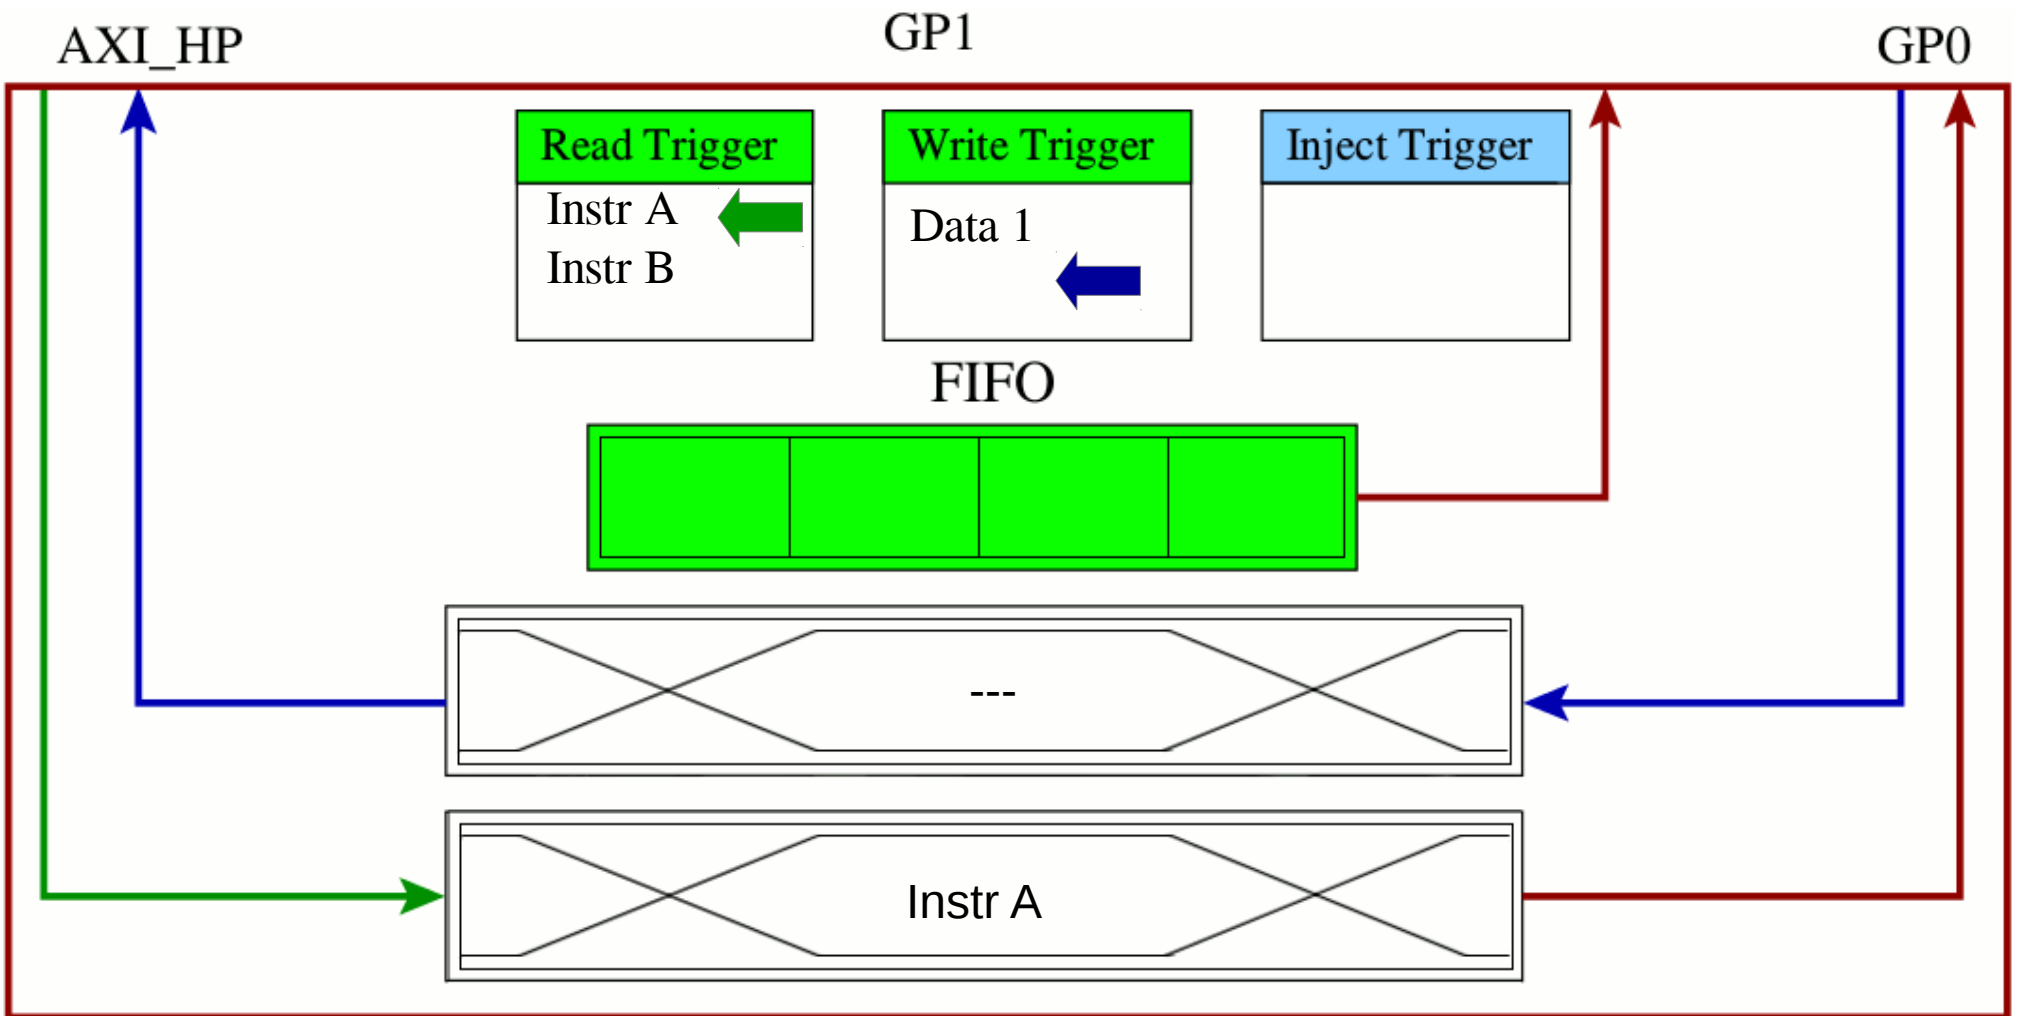 AXI_HP
GP1
GP0
Read Trigger
Write Trigger
Inject Trigger
Instr A
Instr B
Data 1
FIFO
---
Instr A